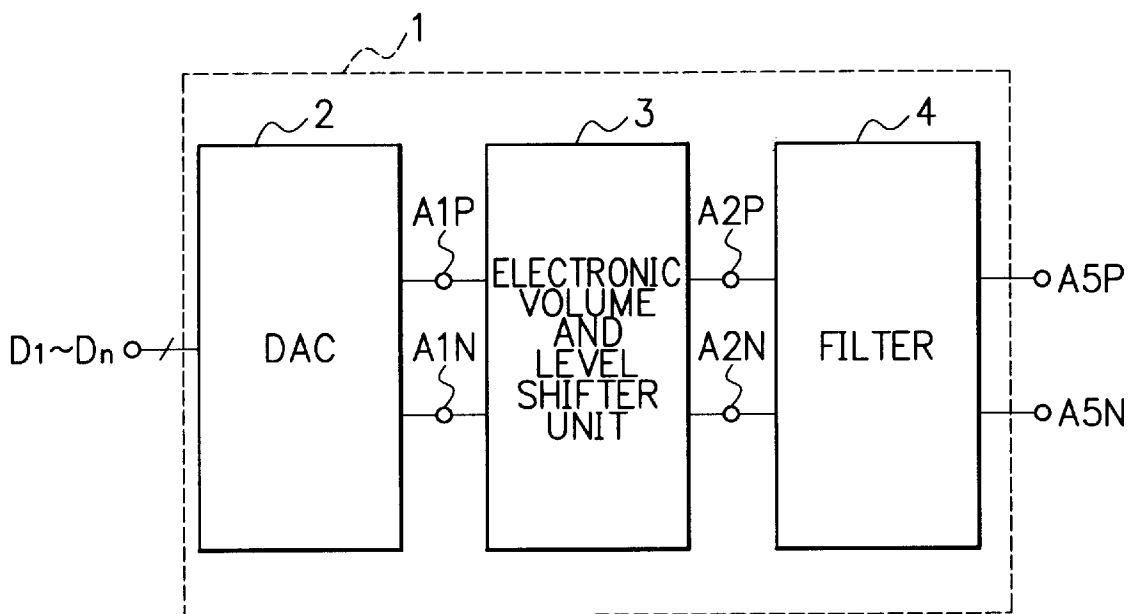 1
2
3
4
A1P
A2P
ELECTRONIC
VOLUME
AND
LEVEL
SHIFTER
UNIT
A5P
D1~Dn
DAC
A1N
A2N
FILTER
A5N